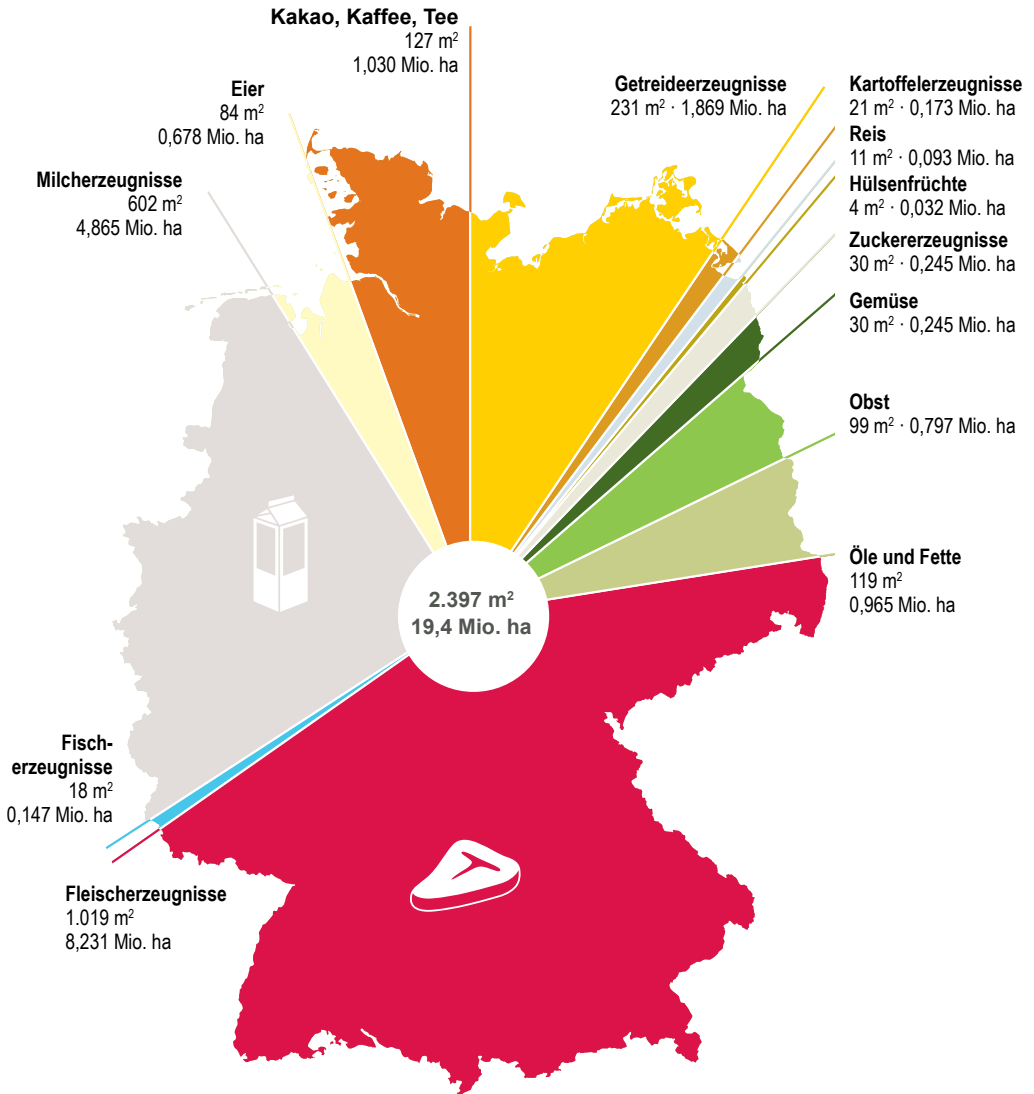 Kakao, Kaffee, Tee
127 m²
1,030 Mio. ha
Eier
84 m²
0,678 Mio. ha
Milcherzeugnisse
602 m²
4,865 Mio. ha
Getreideerzeugnisse
231 m² · 1,869 Mio. ha
Kartoffelerzeugnisse
21 m² · 0,173 Mio. ha
Reis
11 m² · 0,093 Mio. ha
Hülsenfrüchte
4 m² · 0,032 Mio. ha
Zuckererzeugnisse
30 m² · 0,245 Mio. ha
Gemüse
30 m² · 0,245 Mio. ha
Obst
99 m² · 0,797 Mio. ha
Öle und Fette
119 m²
0,965 Mio. ha
2.397 m²
19,4 Mio. ha
Fisch-
erzeugnisse
18 m²
0,147 Mio. ha
Fleischerzeugnisse
1.019 m²
8,231 Mio. ha